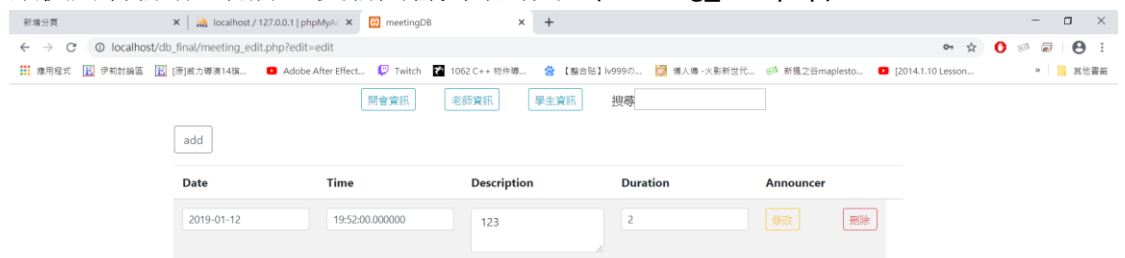 新增分頁 localhost / 127.0.0.1 | phpMyAd meetingDB
localhost/db_final/meeting_edit.php?edit=edit
應用程式 伊莉討論區 [原]威力導演14旗... Adobe After Effect... Twitch 1062 C++ 物件導... 【整合貼】lv999の... 博人傳-火影新世代... 新楓之谷maplesto... [2014.1.10 Lesson... » 其他書籤
開會資訊 老師資訊 學生資訊 搜尋
add
Date Time Description Duration Announcer
2019-01-12 19:52:00.000000 123 2 修改 刪除